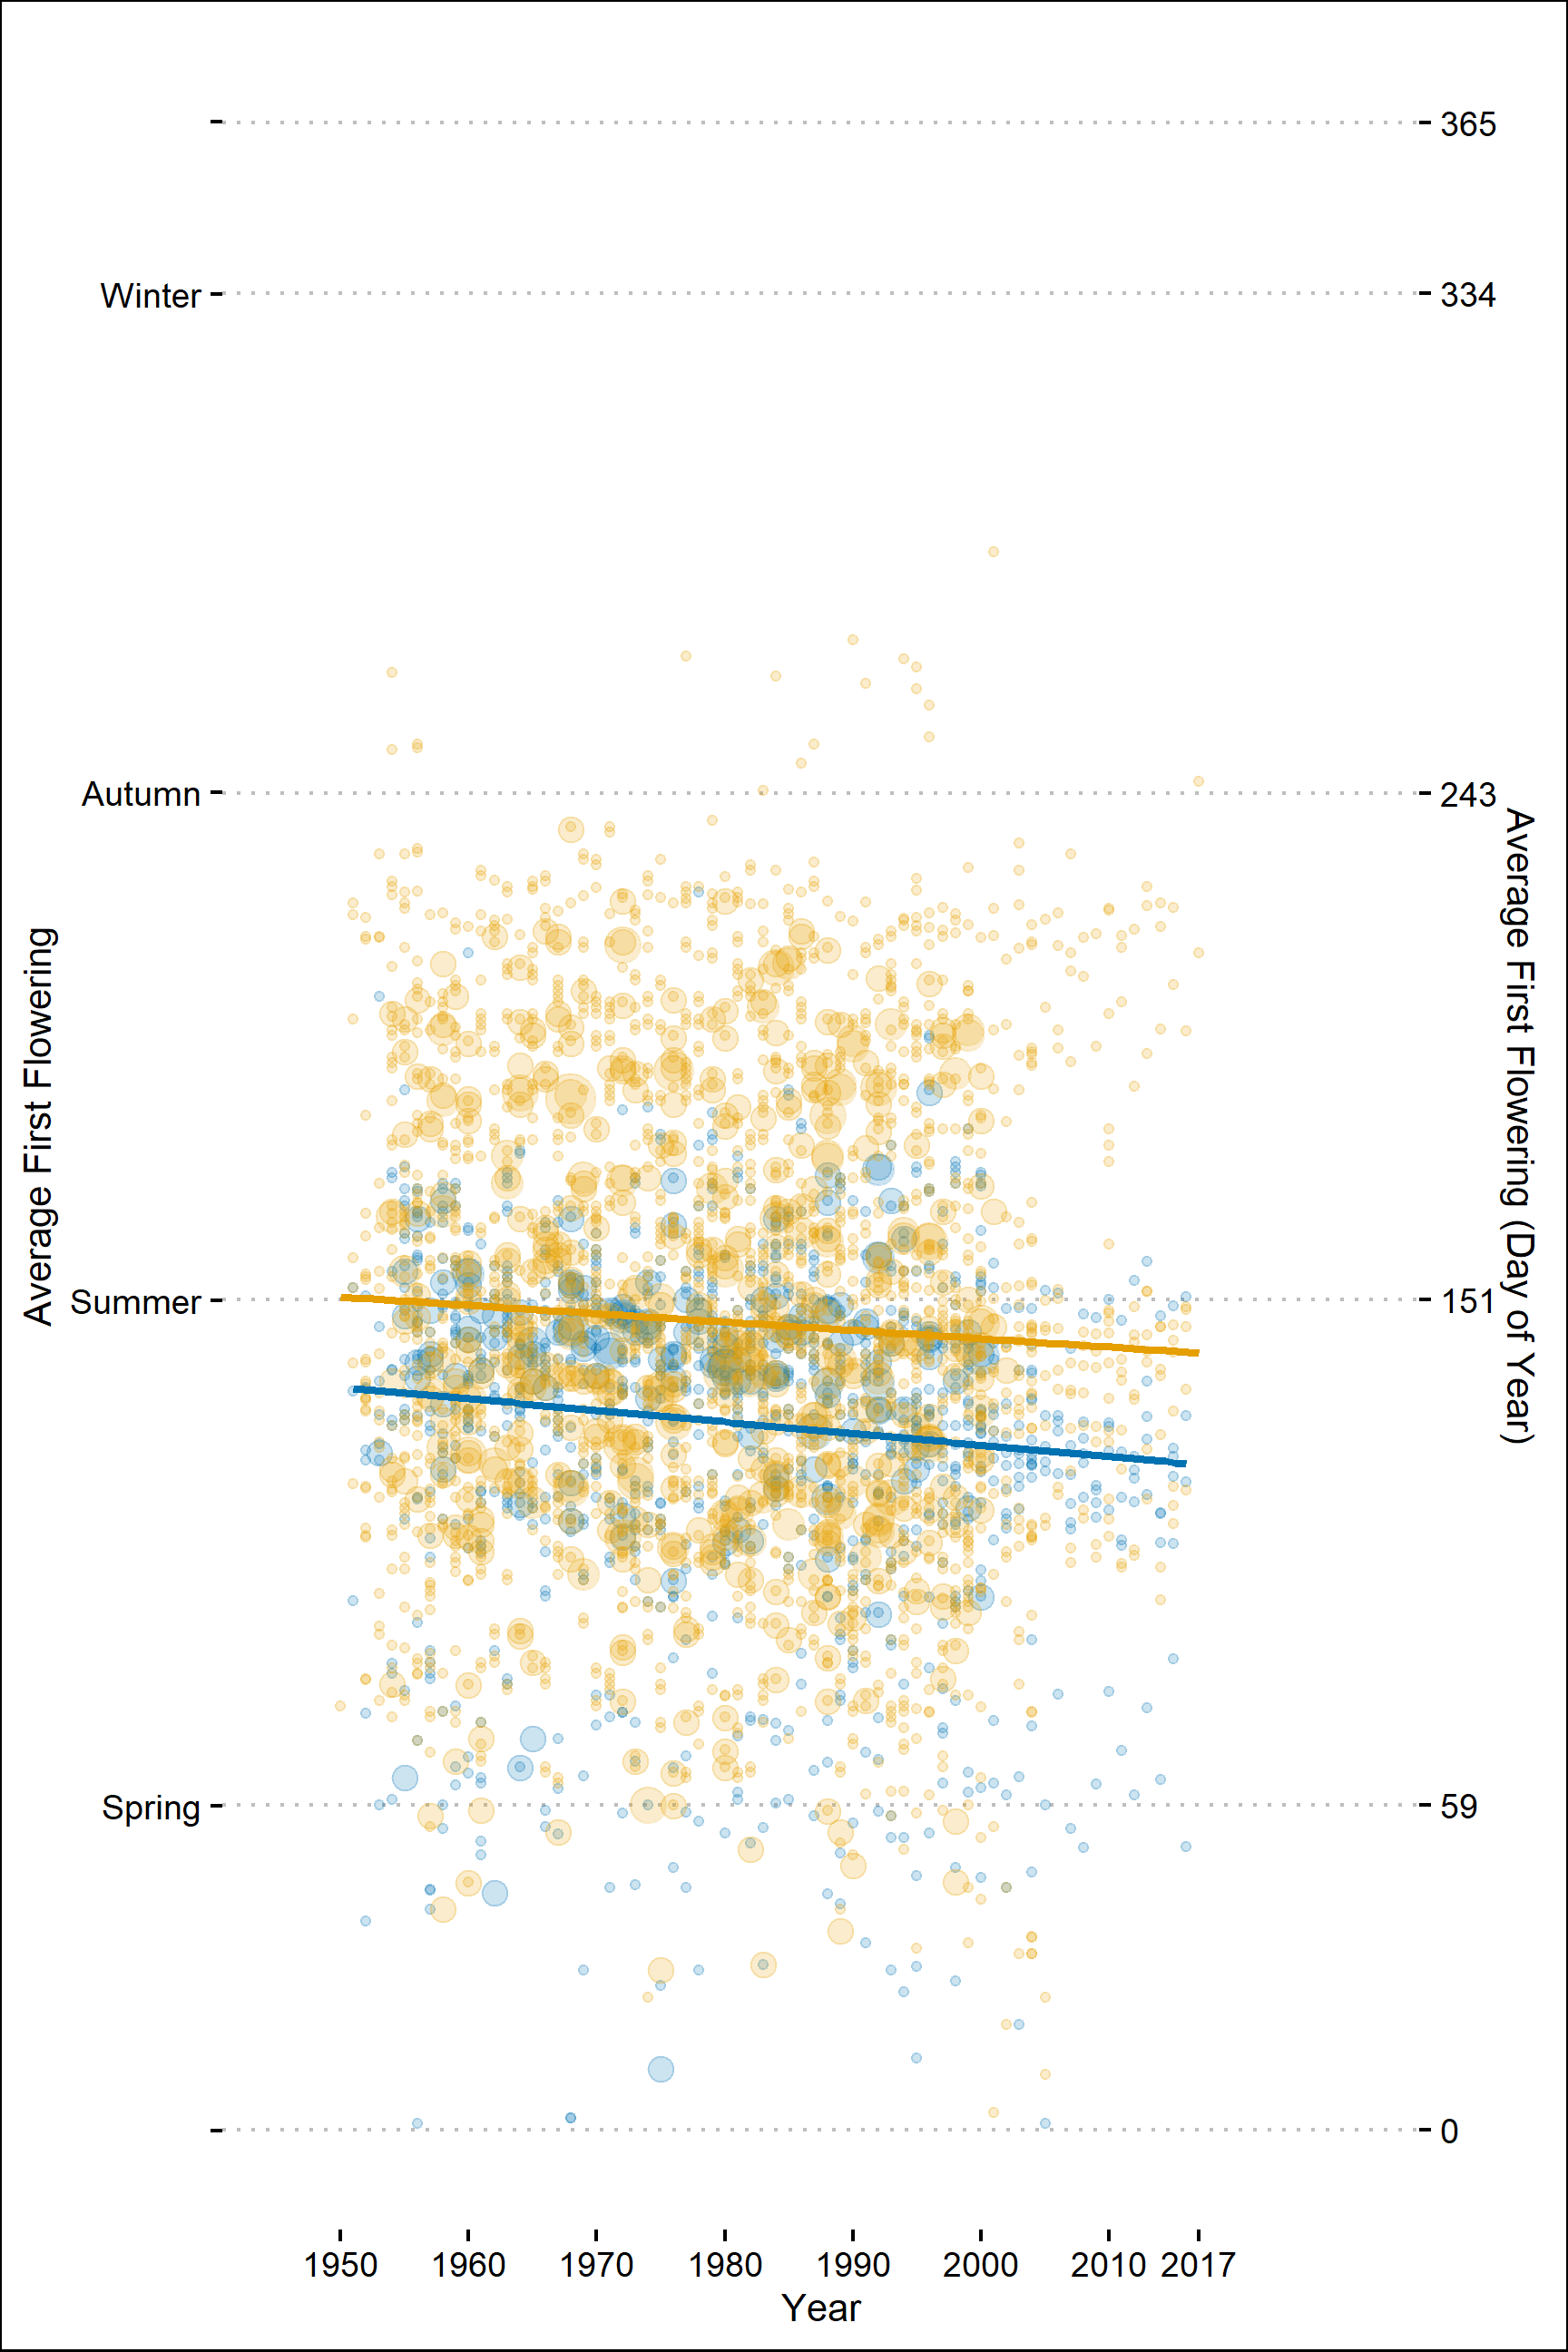 365
Winter
334
Autumn
243
Average First Flowering
Average First Flowering (Day of Year)
Summer
151
Spring
59
0
1950 1960 1970 1980 1990 2000 2010 2017
Year